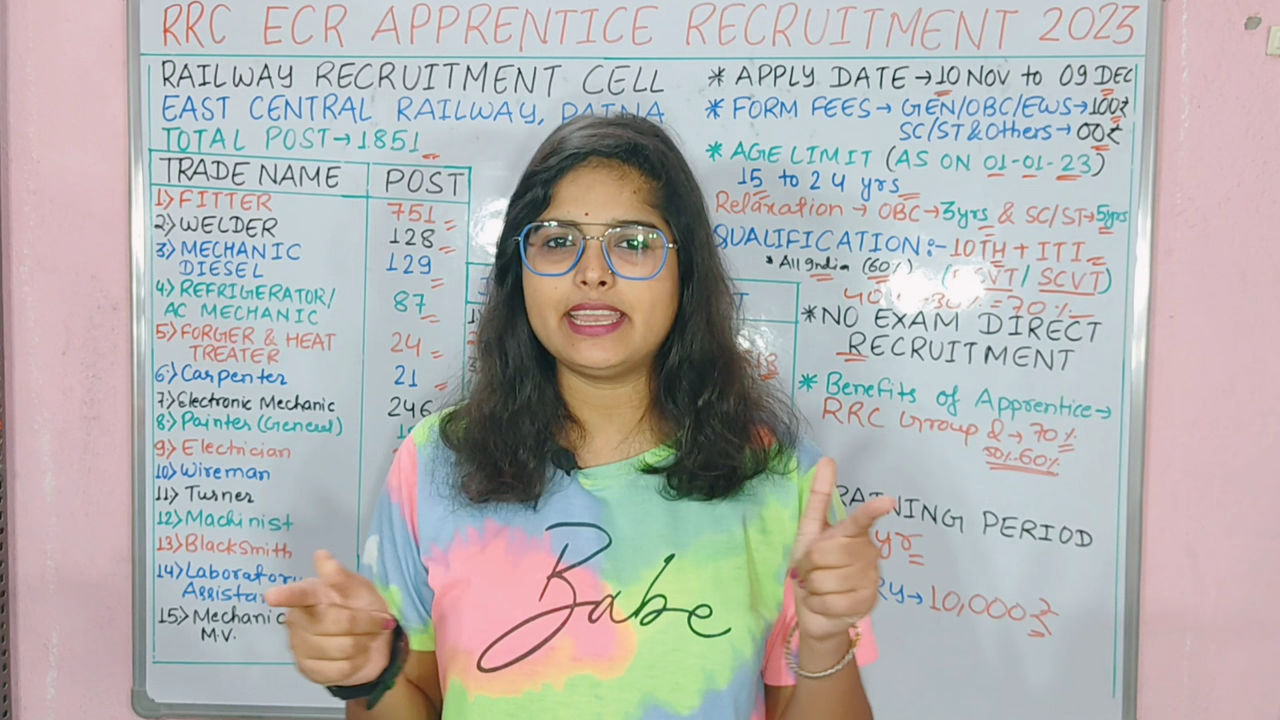 RRC ECR APPRENTICE RECRUITMENT 2023
RAILWAY RECRUITMENT CELL
EAST CENTRAL RAILWAY, PATNA
TOTAL POST→1851
TRADE NAME POST
1) FITTER 751
2) WELDER 128
3) MECHANIC
DIESEL 129
4) REFRIGERATOR/
AC MECHANIC 87
5) FORGER & HEAT
TREATER 24
6) Carpenter 21
7) Electronic Mechanic 246
8) Painter (General)
9) Electrician
10) Wireman
11) Turner
12) Machinist
13) BlackSmith
14) Laboratory
15) Mechanic
M.V.
* APPLY DATE→10 NOV to 09 DEC
* FORM FEES→ GEN/OBC/EWS→100₹
SC/ST & Others→00₹
* AGE LIMIT (AS ON 01-01-23)
15 to 24 yrs
Relaxation → OBC→3yrs & SC/ST→5yrs
QUALIFICATION:- 10TH + ITI
* All India (60%) SCVT)
=70%
*NO EXAM DIRECT
RECRUITMENT
* Benefits of Apprentice→
RRC Group d→ 70%
50%-60%
PERIOD
yr
→10,000₹
Babe